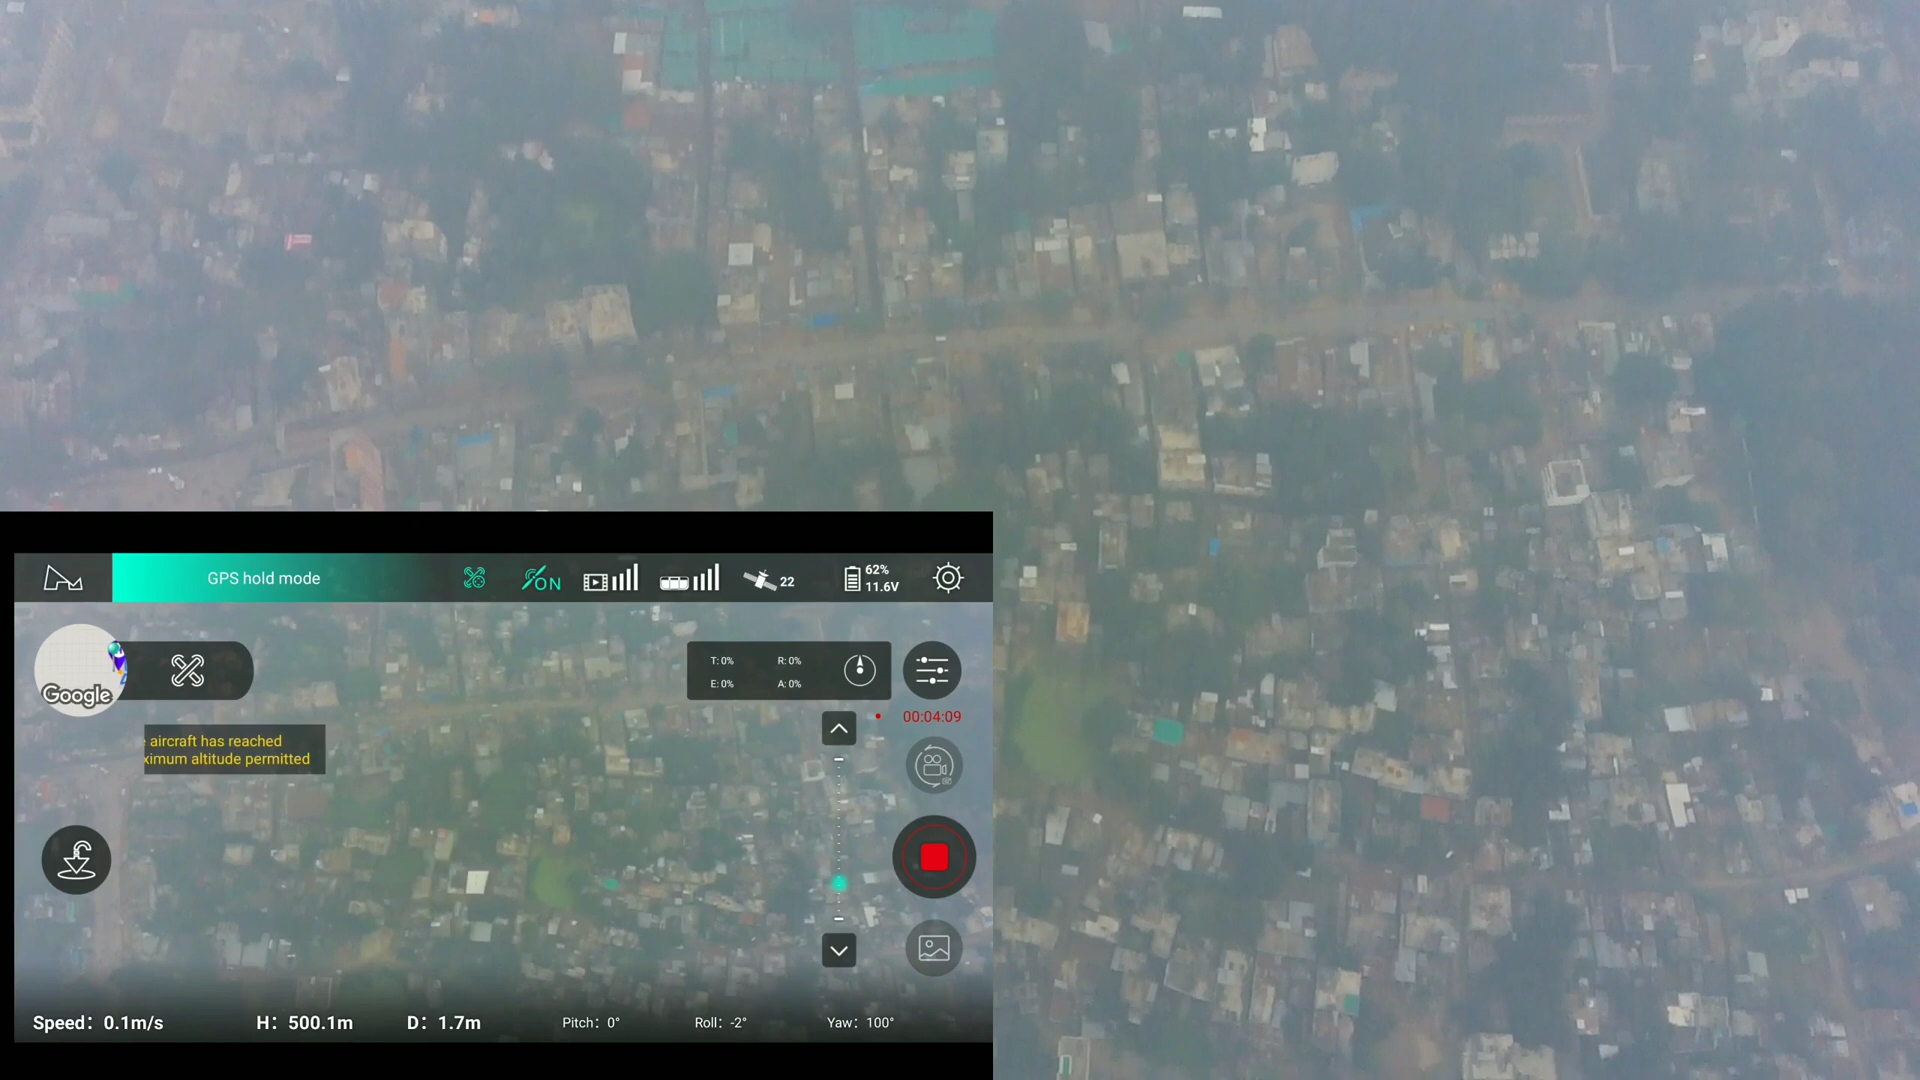 GPS hold mode
ON
22
62%
11.6V
Google
T: 0%
R: 0%
E: 0%
A: 0%
00:04:09
aircraft has reached
ximum altitude permitted
Speed: 0.1m/s
H: 500.1m
D: 1.7m
Pitch: 0°
Roll: -2°
Yaw: 100°